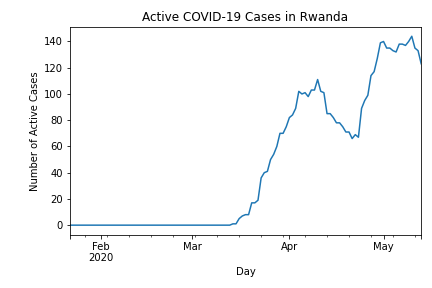 Active COVID-19 Cases in Rwanda
140
120
100
80
60
40
20
0
Number of Active Cases
Feb
2020
Mar
Apr
May
Day